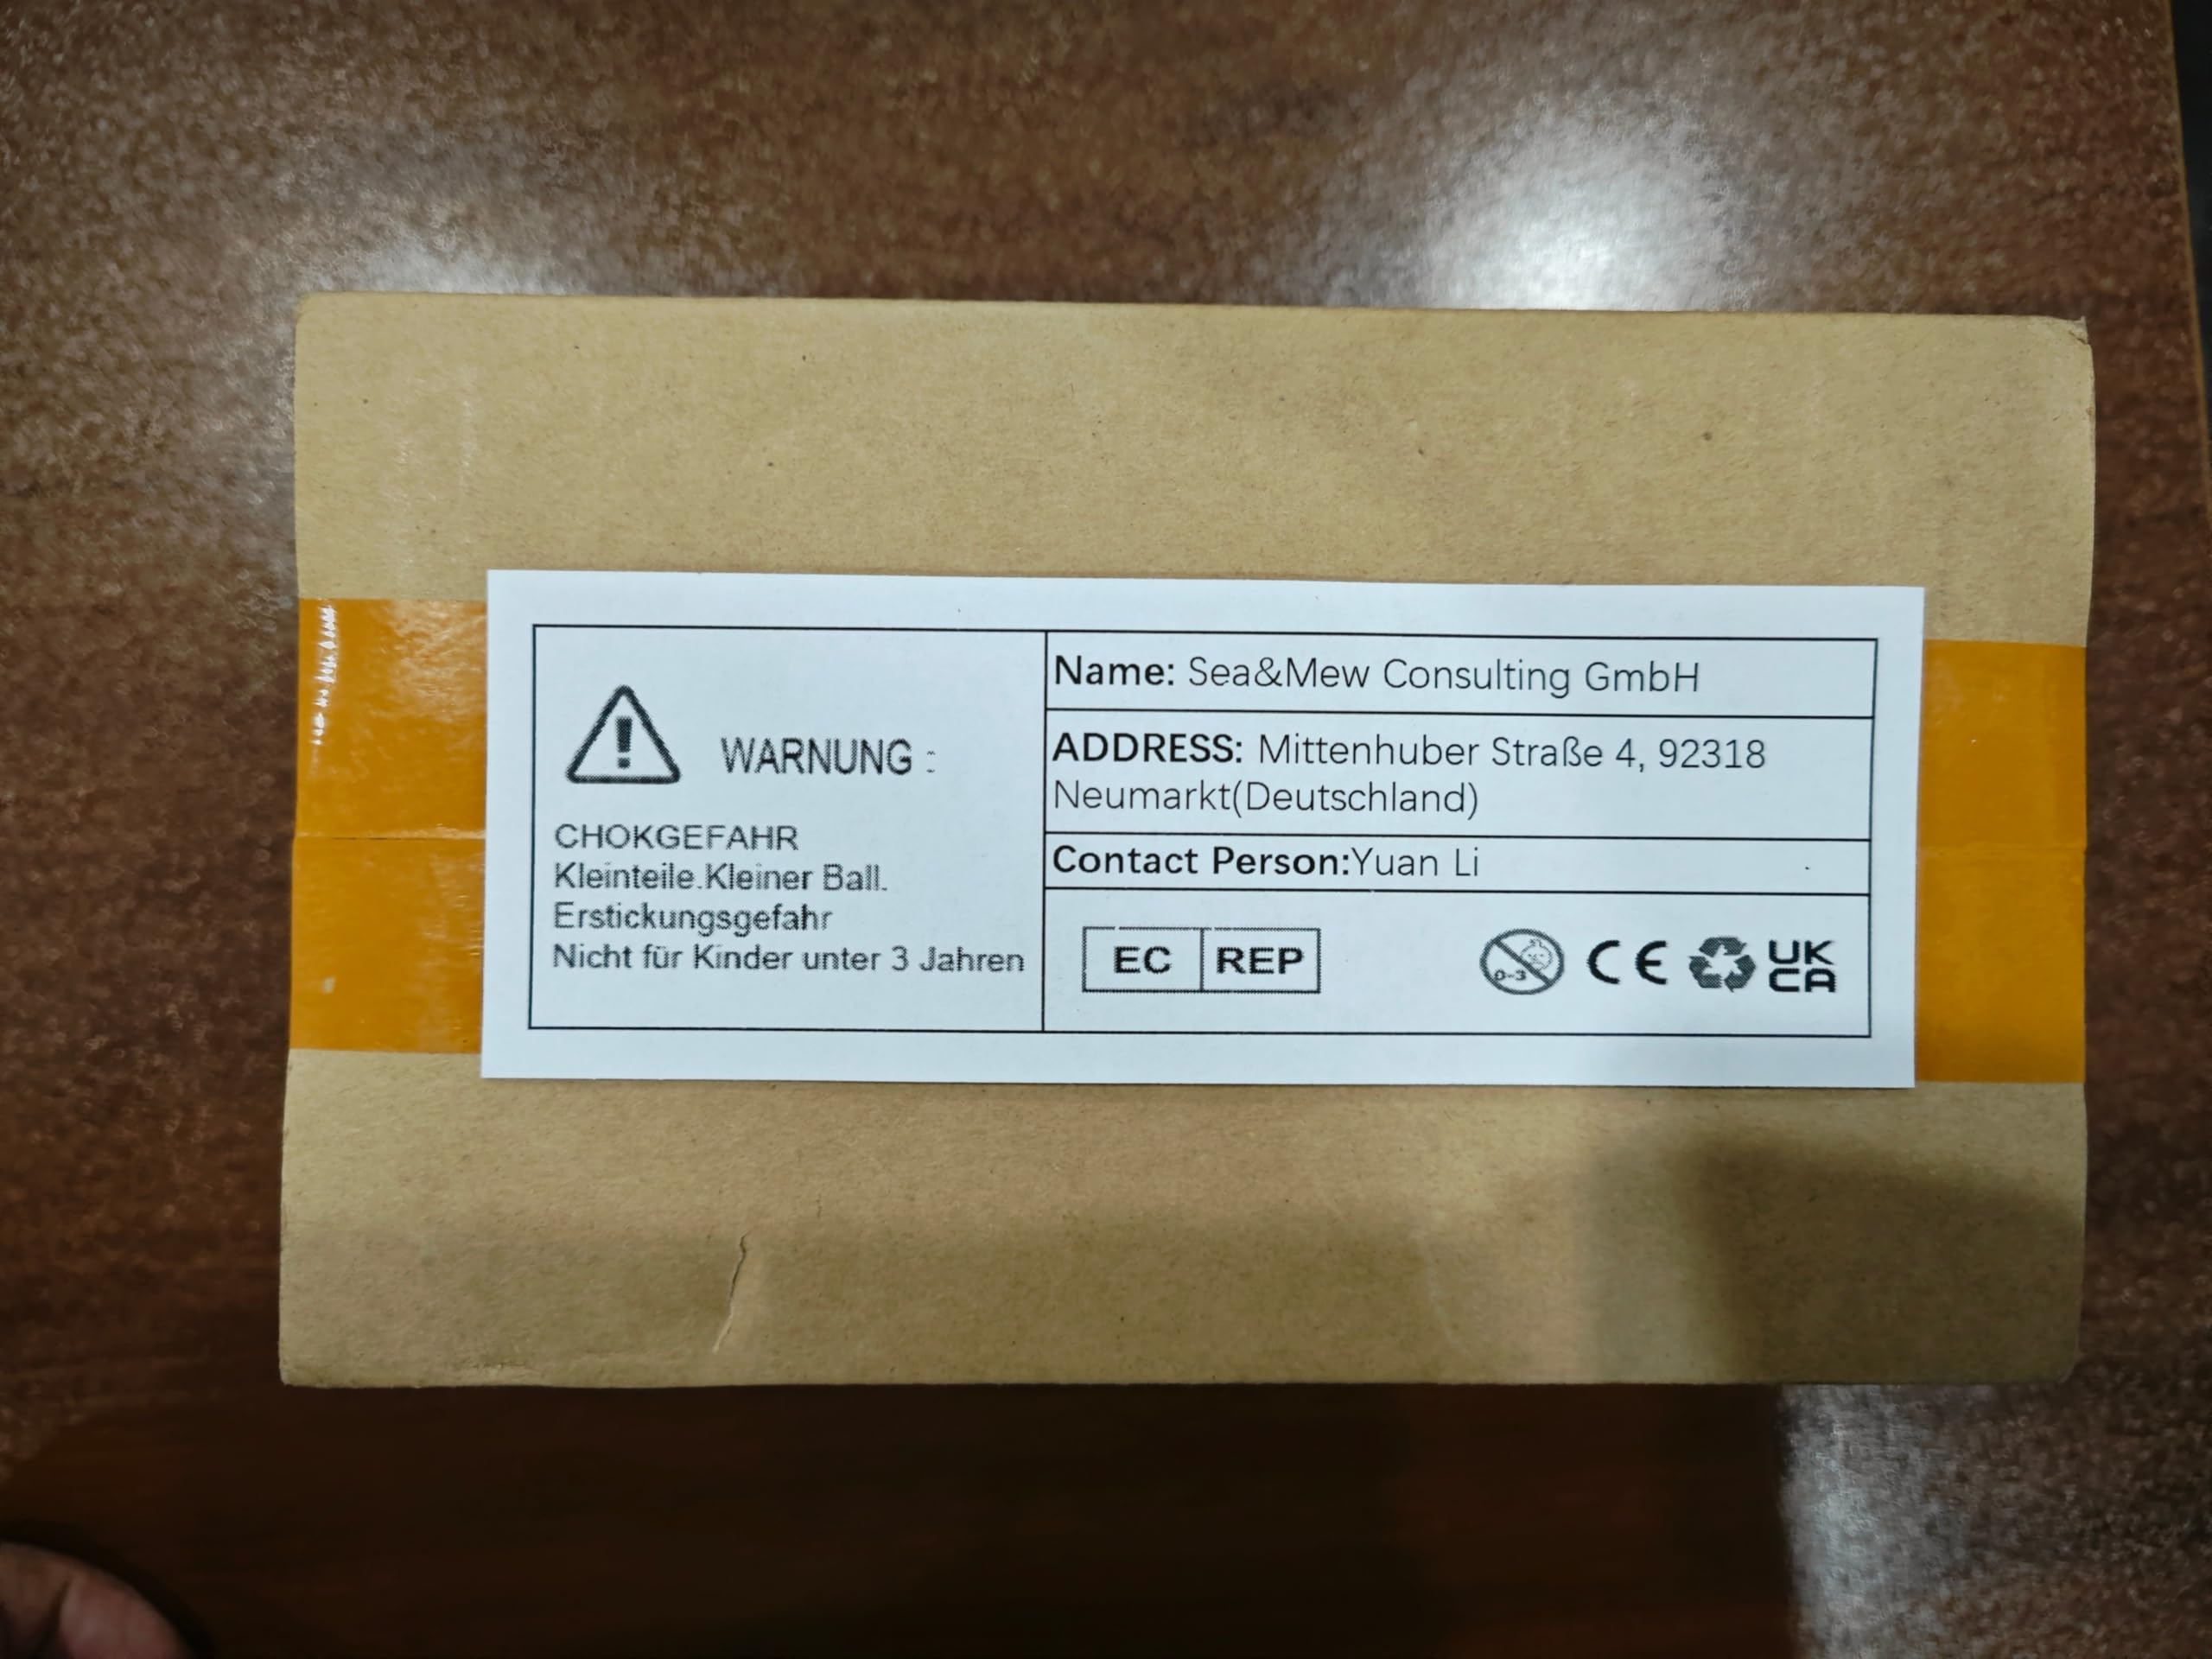 WARNUNG :
CHOKGEFAHR
Kleinteile.Kleiner Ball.
Erstickungsgefahr
Nicht für Kinder unter 3 Jahren
Name: Sea&Mew Consulting GmbH
ADDRESS: Mittenhuber Straße 4, 92318
Neumarkt(Deutschland)
Contact Person:Yuan Li
EC REP
0-3 CE UK
CA